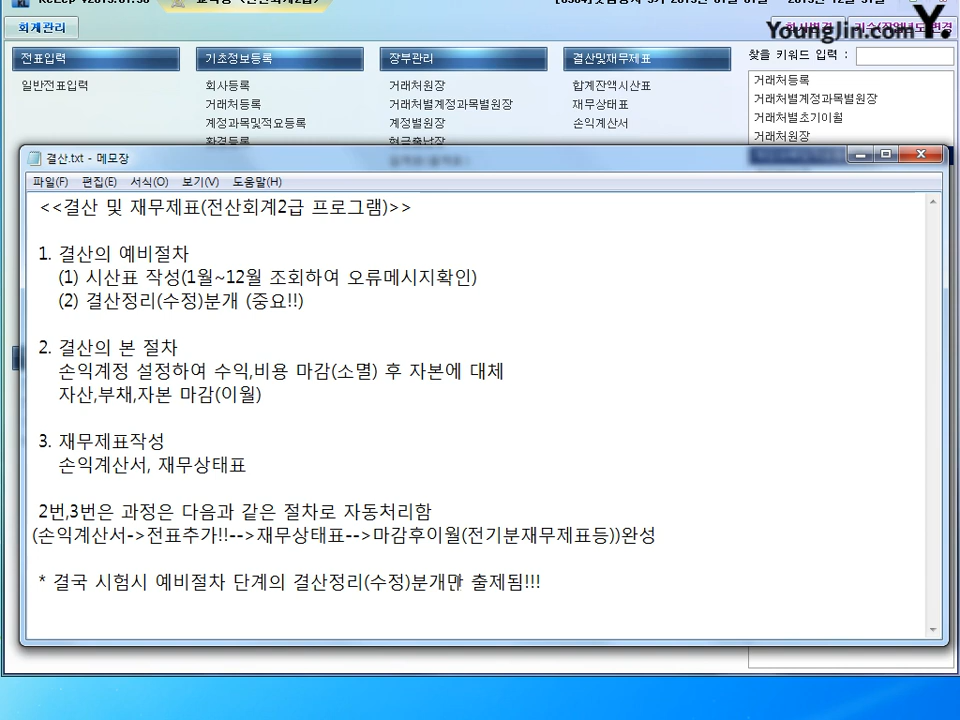 회계관리
YoungJin.com Y.
전표입력 기초정보등록 장부관리 결산및재무제표 찾을 키워드 입력 :
일반전표입력 회사등록 거래처원장 합계잔액시산표 거래처등록
거래처등록 거래처별계정과목별원장 재무상태표 거래처별계정과목별원장
계정과목및적요등록 계정별원장 손익계산서 거래처별초기이월
환경등록 현금출납장 거래처원장
결산.txt - 메모장
파일(F) 편집(E) 서식(O) 보기(V) 도움말(H)
<<결산 및 재무제표(전산회계2급 프로그램)>>
1. 결산의 예비절차
(1) 시산표 작성(1월~12월 조회하여 오류메시지확인)
(2) 결산정리(수정)분개 (중요!!)
2. 결산의 본 절차
손익계정 설정하여 수익,비용 마감(소멸) 후 자본에 대체
자산,부채,자본 마감(이월)
3. 재무제표작성
손익계산서, 재무상태표
2번,3번은 과정은 다음과 같은 절차로 자동처리함
(손익계산서->전표추가!!-->재무상태표-->마감후이월(전기분재무제표등))완성
* 결국 시험시 예비절차 단계의 결산정리(수정)분개만 출제됨!!!